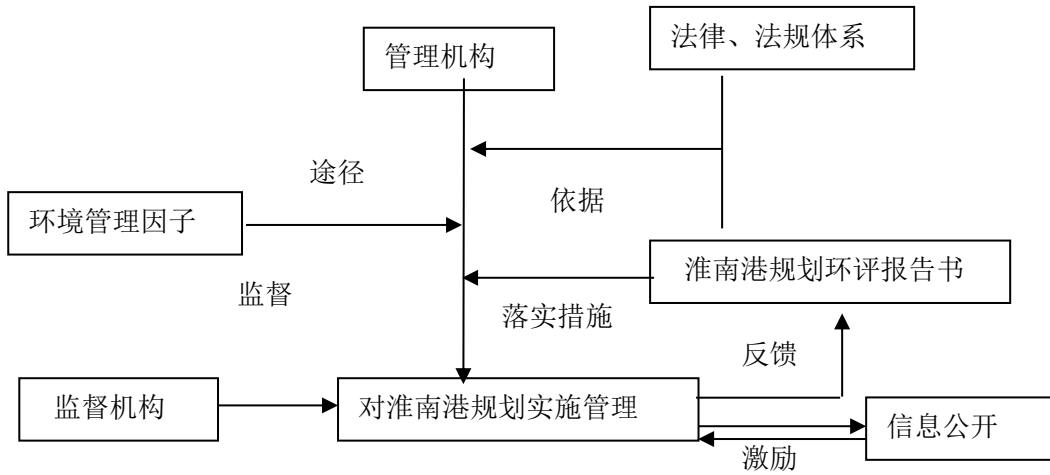 法律、法规体系
管理机构
途径
依据
环境管理因子
淮南港规划环评报告书
监督
落实措施
反馈
监督机构
对淮南港规划实施管理
信息公开
激励